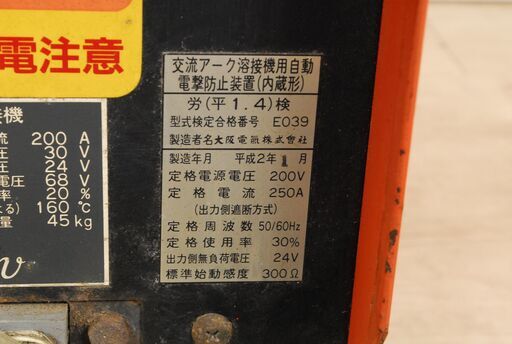 電注意
接機
流 200 A
圧 30 V
圧 24 V
電圧 68 V
率 20 %
る) 160 ℃
量 45 kg
交流アーク溶接機用自動
電撃防止装置(内蔵形)
労(平1.4)検
型式検定合格番号 E039
製造者名 大阪電気株式会社
製造年月 平成2年1月
定格電源電圧 200V
定格電流 250A
(出力側遮断方式)
定格周波数 50/60Hz
定格使用率 30%
出力側無負荷電圧 24V
標準始動感度 300Ω